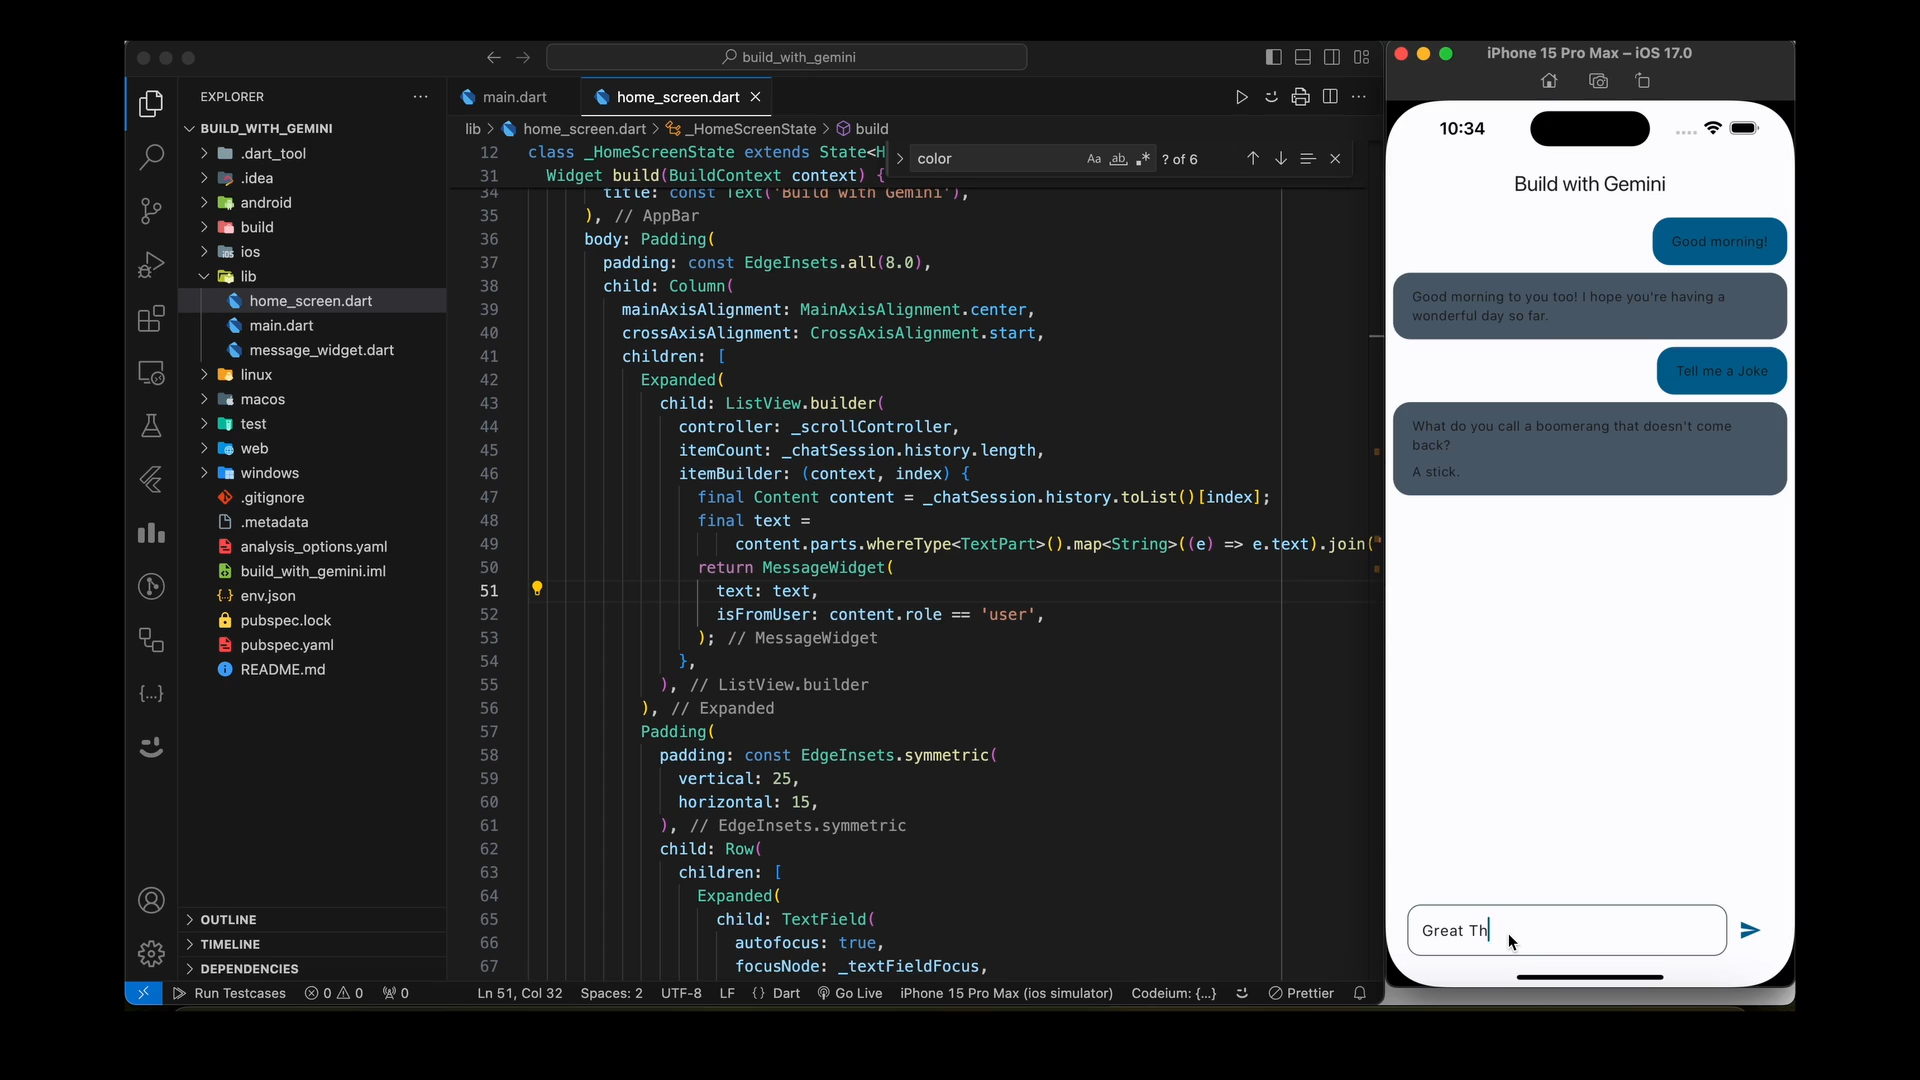 build_with_gemini
EXPLORER
BUILD_WITH_GEMINI
.dart_tool
.idea
android
build
ios
lib
home_screen.dart
main.dart
message_widget.dart
linux
macos
test
web
windows
.gitignore
.metadata
analysis_options.yaml
build_with_gemini.iml
env.json
pubspec.lock
pubspec.yaml
README.md
OUTLINE
TIMELINE
DEPENDENCIES
main.dart
home_screen.dart
lib > home_screen.dart > _HomeScreenState > build
color
Aa ab ? of 6
12 class _HomeScreenState extends State<H
31 Widget build(BuildContext context) {
34 title: const Text('Build with Gemini'),
35 ), // AppBar
36 body: Padding(
37 padding: const EdgeInsets.all(8.0),
38 child: Column(
39 mainAxisAlignment: MainAxisAlignment.center,
40 crossAxisAlignment: CrossAxisAlignment.start,
41 children: [
42 Expanded(
43 child: ListView.builder(
44 controller: _scrollController,
45 itemCount: _chatSession.history.length,
46 itemBuilder: (context, index) {
47 final Content content = _chatSession.history.toList()[index];
48 final text =
49 content.parts.whereType<TextPart>().map<String>((e) => e.text).join(
50 return MessageWidget(
51 text: text,
52 isFromUser: content.role == 'user',
53 ); // MessageWidget
54 },
55 ), // ListView.builder
56 ), // Expanded
57 Padding(
58 padding: const EdgeInsets.symmetric(
59 vertical: 25,
60 horizontal: 15,
61 ), // EdgeInsets.symmetric
62 child: Row(
63 children: [
64 Expanded(
65 child: TextField(
66 autofocus: true,
67 focusNode: _textFieldFocus,
Run Testcases 0 0 0 Ln 51, Col 32 Spaces: 2 UTF-8 LF {} Dart Go Live iPhone 15 Pro Max (ios simulator) Codeium: {...} Prettier
iPhone 15 Pro Max – iOS 17.0
10:34
Build with Gemini
Good morning!
Good morning to you too! I hope you're having a
wonderful day so far.
Tell me a Joke
What do you call a boomerang that doesn't come
back?
A stick.
Great Th